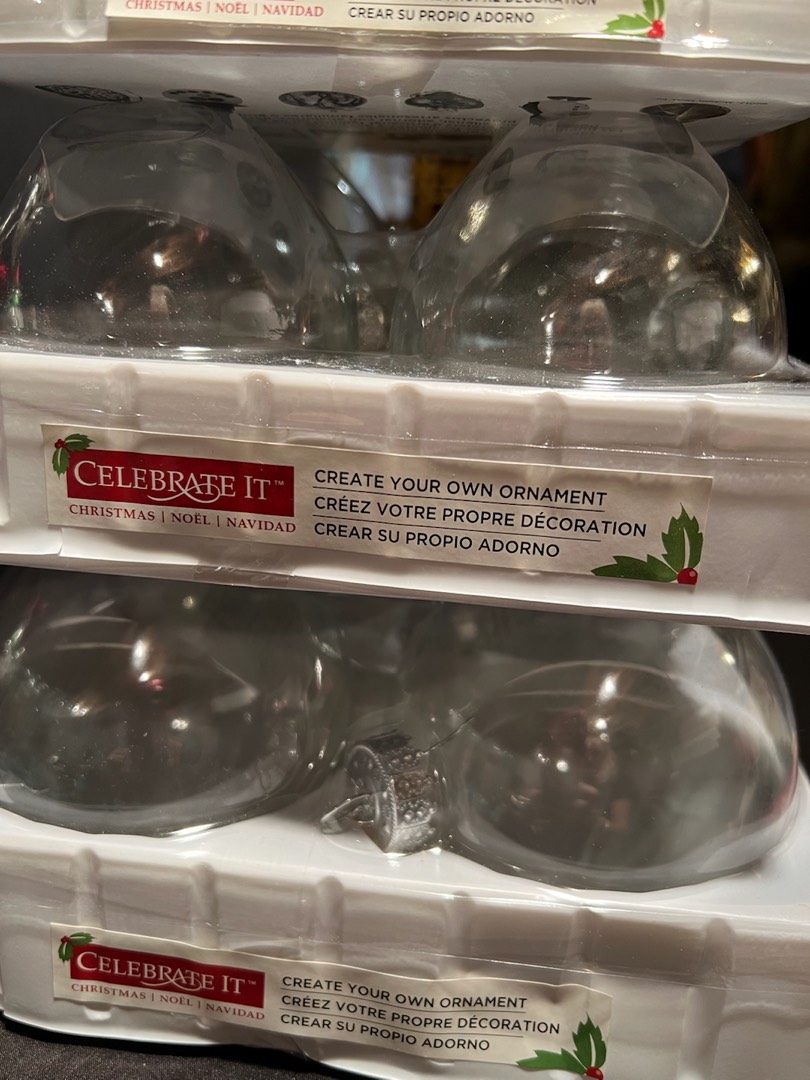 CHRISTMAS | NOËL | NAVIDAD
CREAR SU PROPIO ADORNO
CELEBRATE IT™
CHRISTMAS | NOËL | NAVIDAD
CREATE YOUR OWN ORNAMENT
CRÉEZ VOTRE PROPRE DÉCORATION
CREAR SU PROPIO ADORNO
CELEBRATE IT™
CHRISTMAS | NOËL | NAVIDAD
CREATE YOUR OWN ORNAMENT
CRÉEZ VOTRE PROPRE DÉCORATION
CREAR SU PROPIO ADORNO